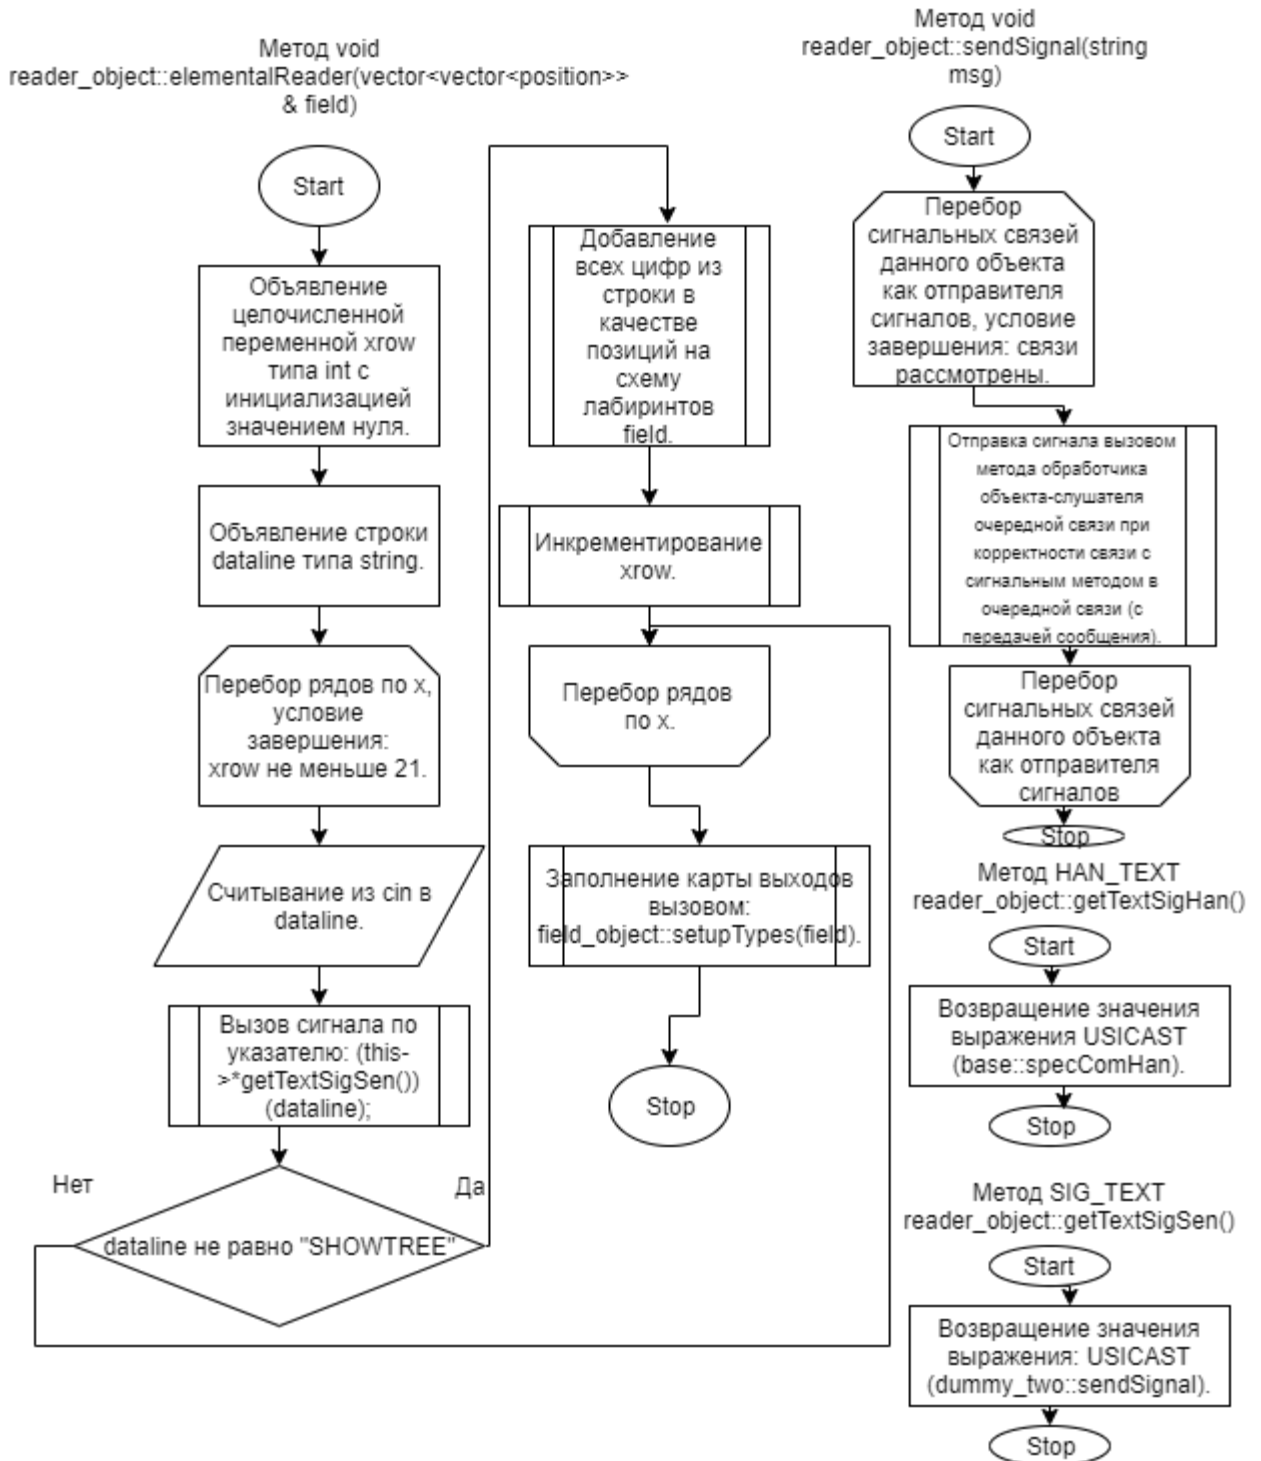 Метод void
reader_object::elementalReader(vector<vector<position>>
& field)
Start
Объявление
целочисленной
переменной xrow
типа int с
инициализацией
значением нуля.
Объявление строки
dataline типа string.
Перебор рядов по x,
условие
завершения:
xrow не меньше 21.
Считывание из cin в
dataline.
Вызов сигнала по
указателю: (this-
>*getTextSigSen())
(dataline);
Нет
Да
dataline не равно "SHOWTREE"
Добавление
всех цифр из
строки в
качестве
позиций на
схему
лабиринтов
field.
Инкрементирование
xrow.
Перебор рядов
по x.
Заполнение карты выходов
вызовом:
field_object::setupTypes(field).
Stop
Метод void
reader_object::sendSignal(string
msg)
Start
Перебор
сигнальных связей
данного объекта
как отправителя
сигналов, условие
завершения: связи
рассмотрены.
Отправка сигнала вызовом
метода обработчика
объекта-слушателя
очередной связи при
корректности связи с
сигнальным методом в
очередной связи (с
передачей сообщения).
Перебор
сигнальных связей
данного объекта
как отправителя
сигналов
Stop
Метод HAN_TEXT
reader_object::getTextSigHan()
Start
Возвращение значения
выражения USICAST
(base::specComHan).
Stop
Метод SIG_TEXT
reader_object::getTextSigSen()
Start
Возвращение значения
выражения: USICAST
(dummy_two::sendSignal).
Stop